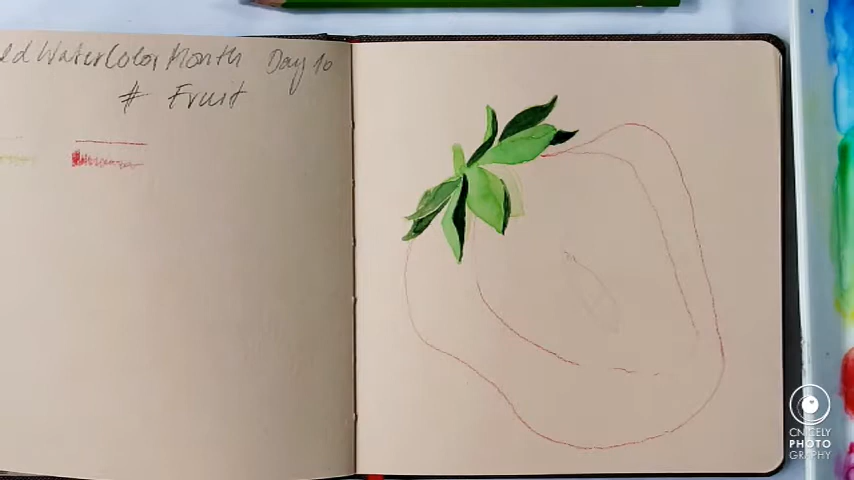 ld WaterColor Month Day 10
# Fruit
CNICELY
PHOTO
GRAPHY